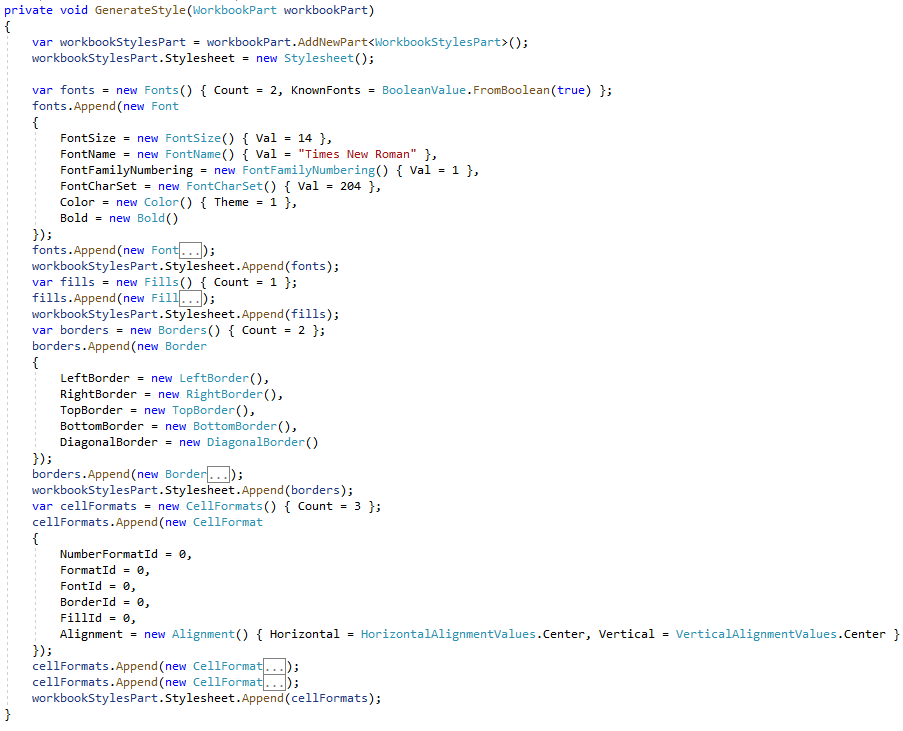 private void GenerateStyle(WorkbookPart workbookPart)
{
    var workbookStylesPart = workbookPart.AddNewPart<WorkbookStylesPart>();
    workbookStylesPart.Stylesheet = new Stylesheet();

    var fonts = new Fonts() { Count = 2, KnownFonts = BooleanValue.FromBoolean(true) };
    fonts.Append(new Font
    {
        FontSize = new FontSize() { Val = 14 },
        FontName = new FontName() { Val = "Times New Roman" },
        FontFamilyNumbering = new FontFamilyNumbering() { Val = 1 },
        FontCharSet = new FontCharSet() { Val = 204 },
        Color = new Color() { Theme = 1 },
        Bold = new Bold()
    });
    fonts.Append(new Font...);
    workbookStylesPart.Stylesheet.Append(fonts);
    var fills = new Fills() { Count = 1 };
    fills.Append(new Fill...);
    workbookStylesPart.Stylesheet.Append(fills);
    var borders = new Borders() { Count = 2 };
    borders.Append(new Border
    {
        LeftBorder = new LeftBorder(),
        RightBorder = new RightBorder(),
        TopBorder = new TopBorder(),
        BottomBorder = new BottomBorder(),
        DiagonalBorder = new DiagonalBorder()
    });
    borders.Append(new Border...);
    workbookStylesPart.Stylesheet.Append(borders);
    var cellFormats = new CellFormats() { Count = 3 };
    cellFormats.Append(new CellFormat
    {
        NumberFormatId = 0,
        FormatId = 0,
        FontId = 0,
        BorderId = 0,
        FillId = 0,
        Alignment = new Alignment() { Horizontal = HorizontalAlignmentValues.Center, Vertical = VerticalAlignmentValues.Center }
    });
    cellFormats.Append(new CellFormat...);
    cellFormats.Append(new CellFormat...);
    workbookStylesPart.Stylesheet.Append(cellFormats);
}